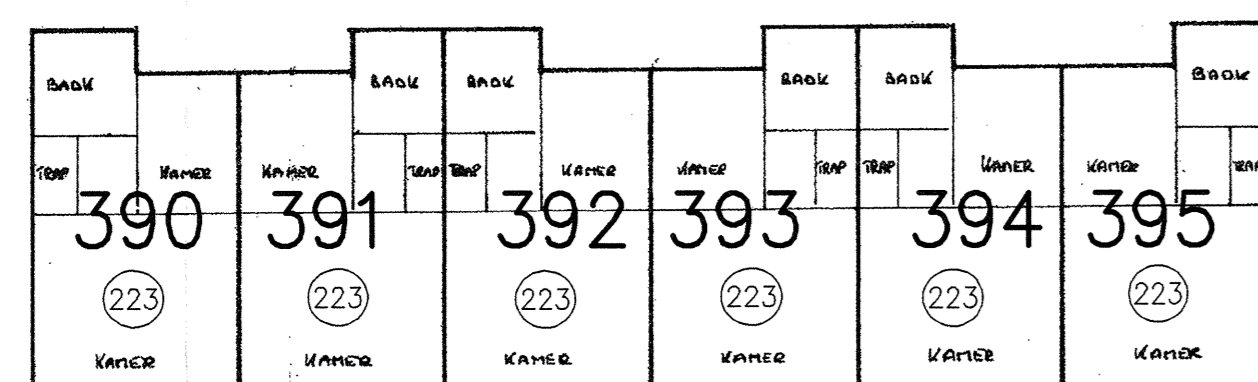 BADK BADK BADK BADK BADK BADK
TRAP KAMER KAMER TRAP TRAP KAMER KAMER TRAP TRAP KAMER KAMER TRAP
390 391 392 393 394 395
223 223 223 223 223 223
KAMER KAMER KAMER KAMER KAMER KAMER